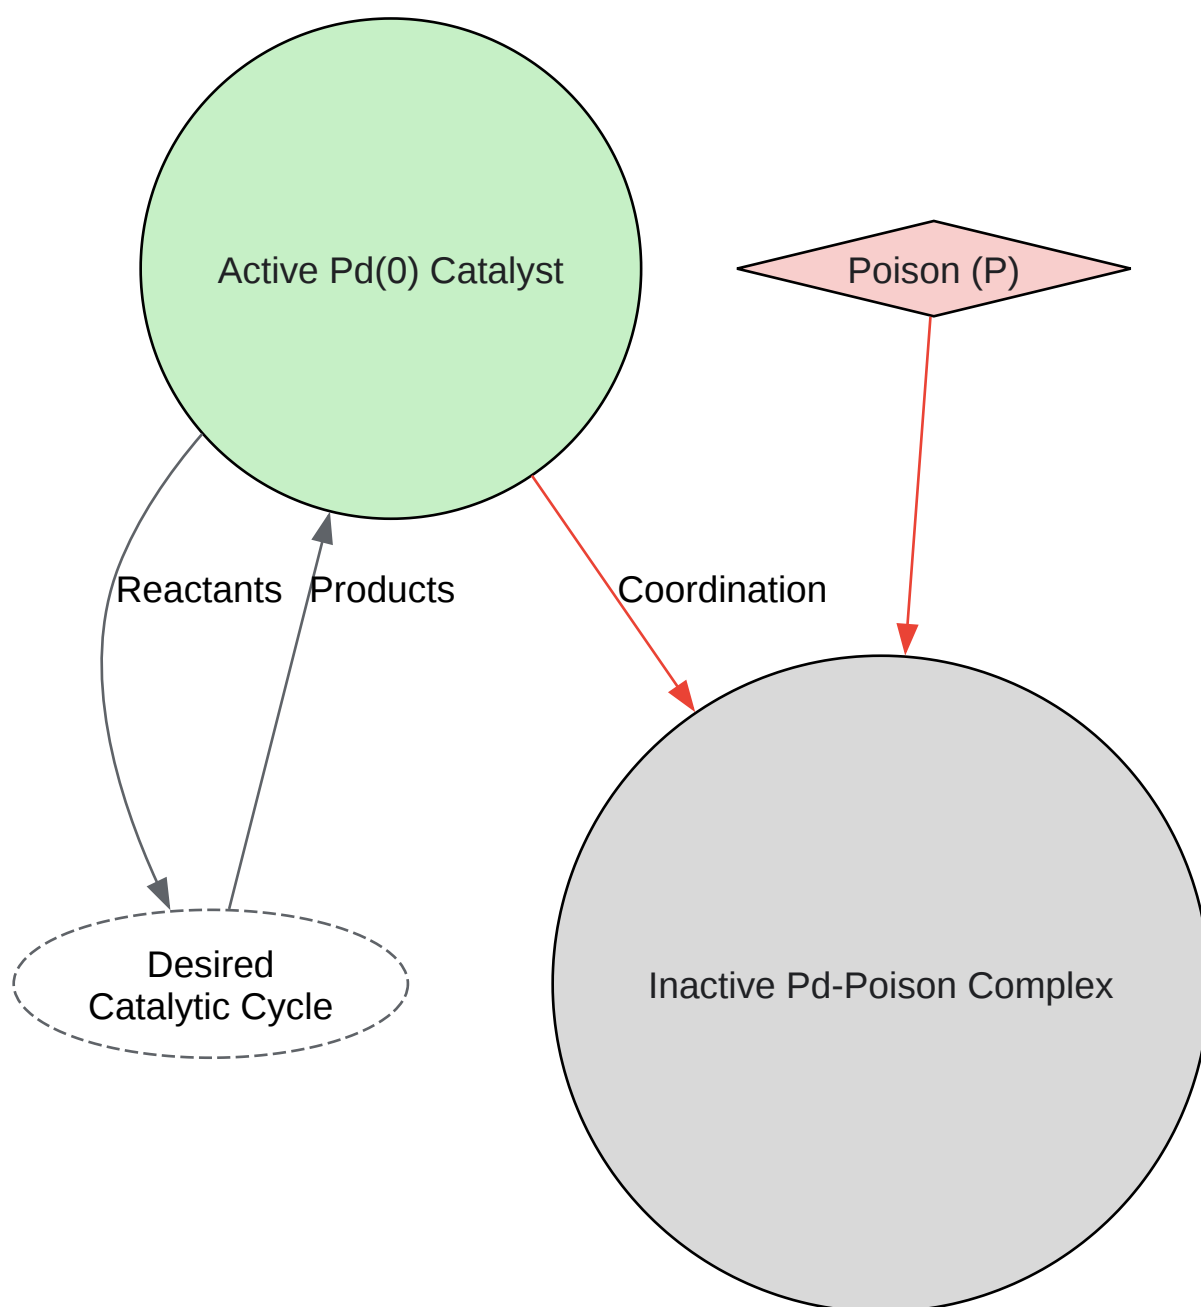 Active Pd(0) Catalyst
Poison (P)
Reactants
Products
Coordination
Desired
Catalytic Cycle
Inactive Pd-Poison Complex